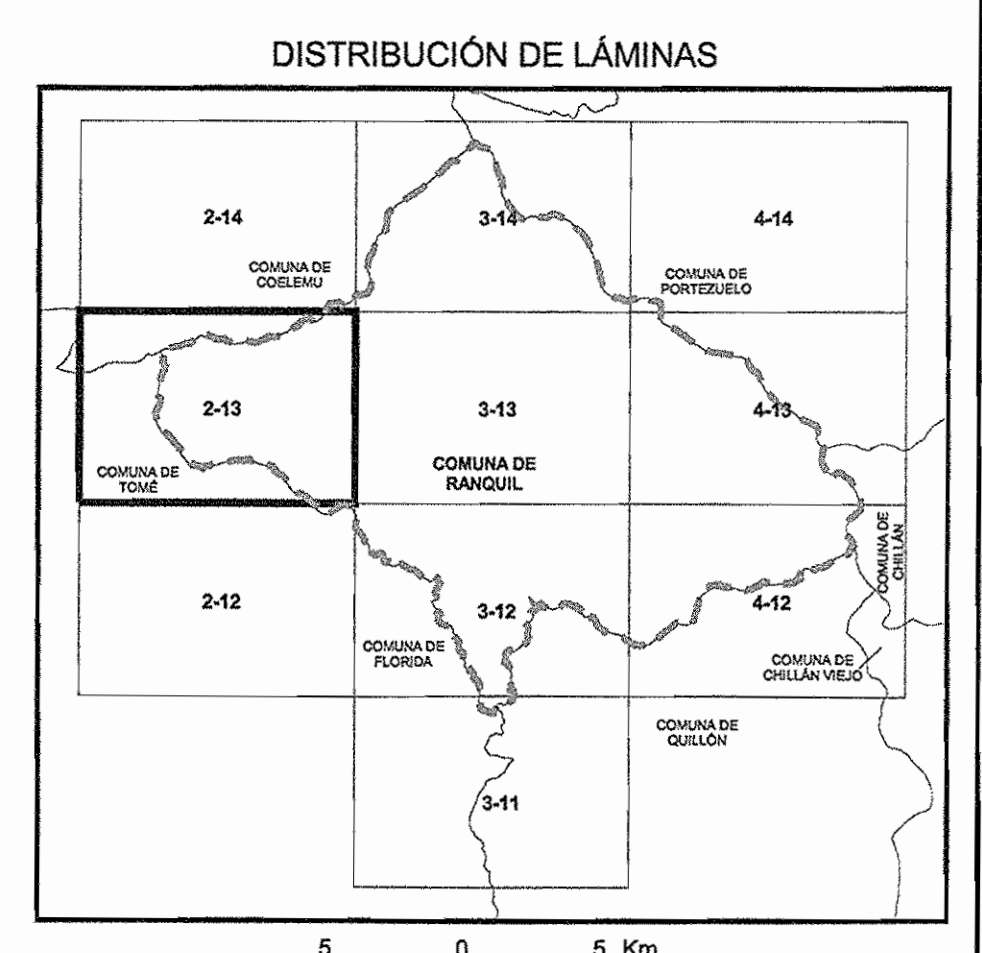 DISTRIBUCIÓN DE LÁMINAS
2-14
3-14
4-14
COMUNA DE
COELEMU
COMUNA DE
PORTEZUELO
2-13
3-13
4-13
COMUNA DE
TOMÉ
COMUNA DE
RANQUIL
COMUNA DE
CHILLÁN
2-12
3-12
4-12
COMUNA DE
FLORIDA
COMUNA DE
CHILLÁN VIEJO
COMUNA DE
QUILLÓN
3-11
5 0 5 Km